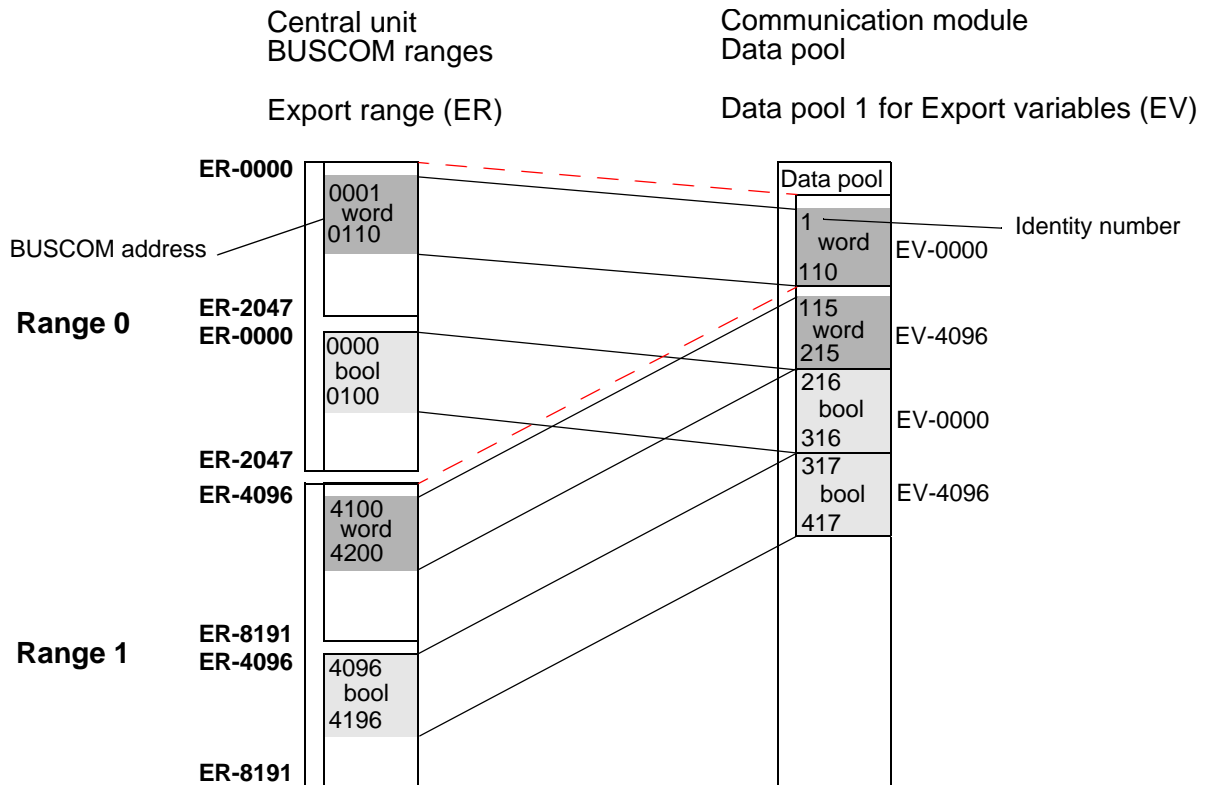 Central unit
BUSCOM ranges
Export range (ER)
Communication module
Data pool
Data pool 1 for Export variables (EV)
BUSCOM address
Range 0
ER-0000
0001
word
0110
ER-2047
ER-0000
0000
bool
0100
ER-2047
Range 1
ER-4096
4100
word
4200
ER-8191
ER-4096
4096
bool
4196
ER-8191
Data pool
1
word
110
EV-0000
Identity number
115
word
215
EV-4096
216
bool
316
EV-0000
317
bool
417
EV-4096